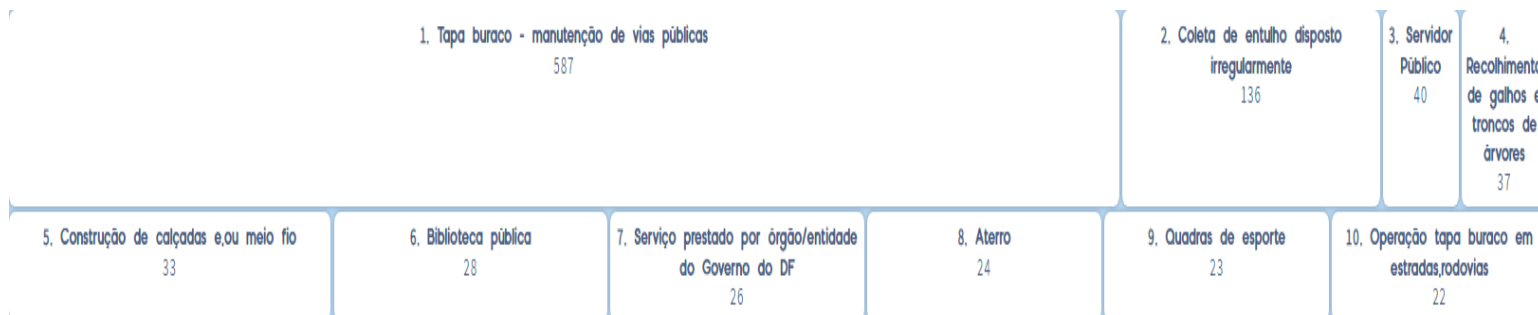 1. Tapa buraco - manutenção de vias públicas
587
2. Coleta de entulho disposto
irregularmente
136
3. Servidor
Público
40
4.
Recolhimento
de galhos e
troncos de
árvores
37
5. Construção de calçadas e,ou meio fio
33
6. Biblioteca pública
28
7. Serviço prestado por órgão/entidade
do Governo do DF
26
8. Aterro
24
9. Quadras de esporte
23
10. Operação tapa buraco em
estradas,rodovias
22